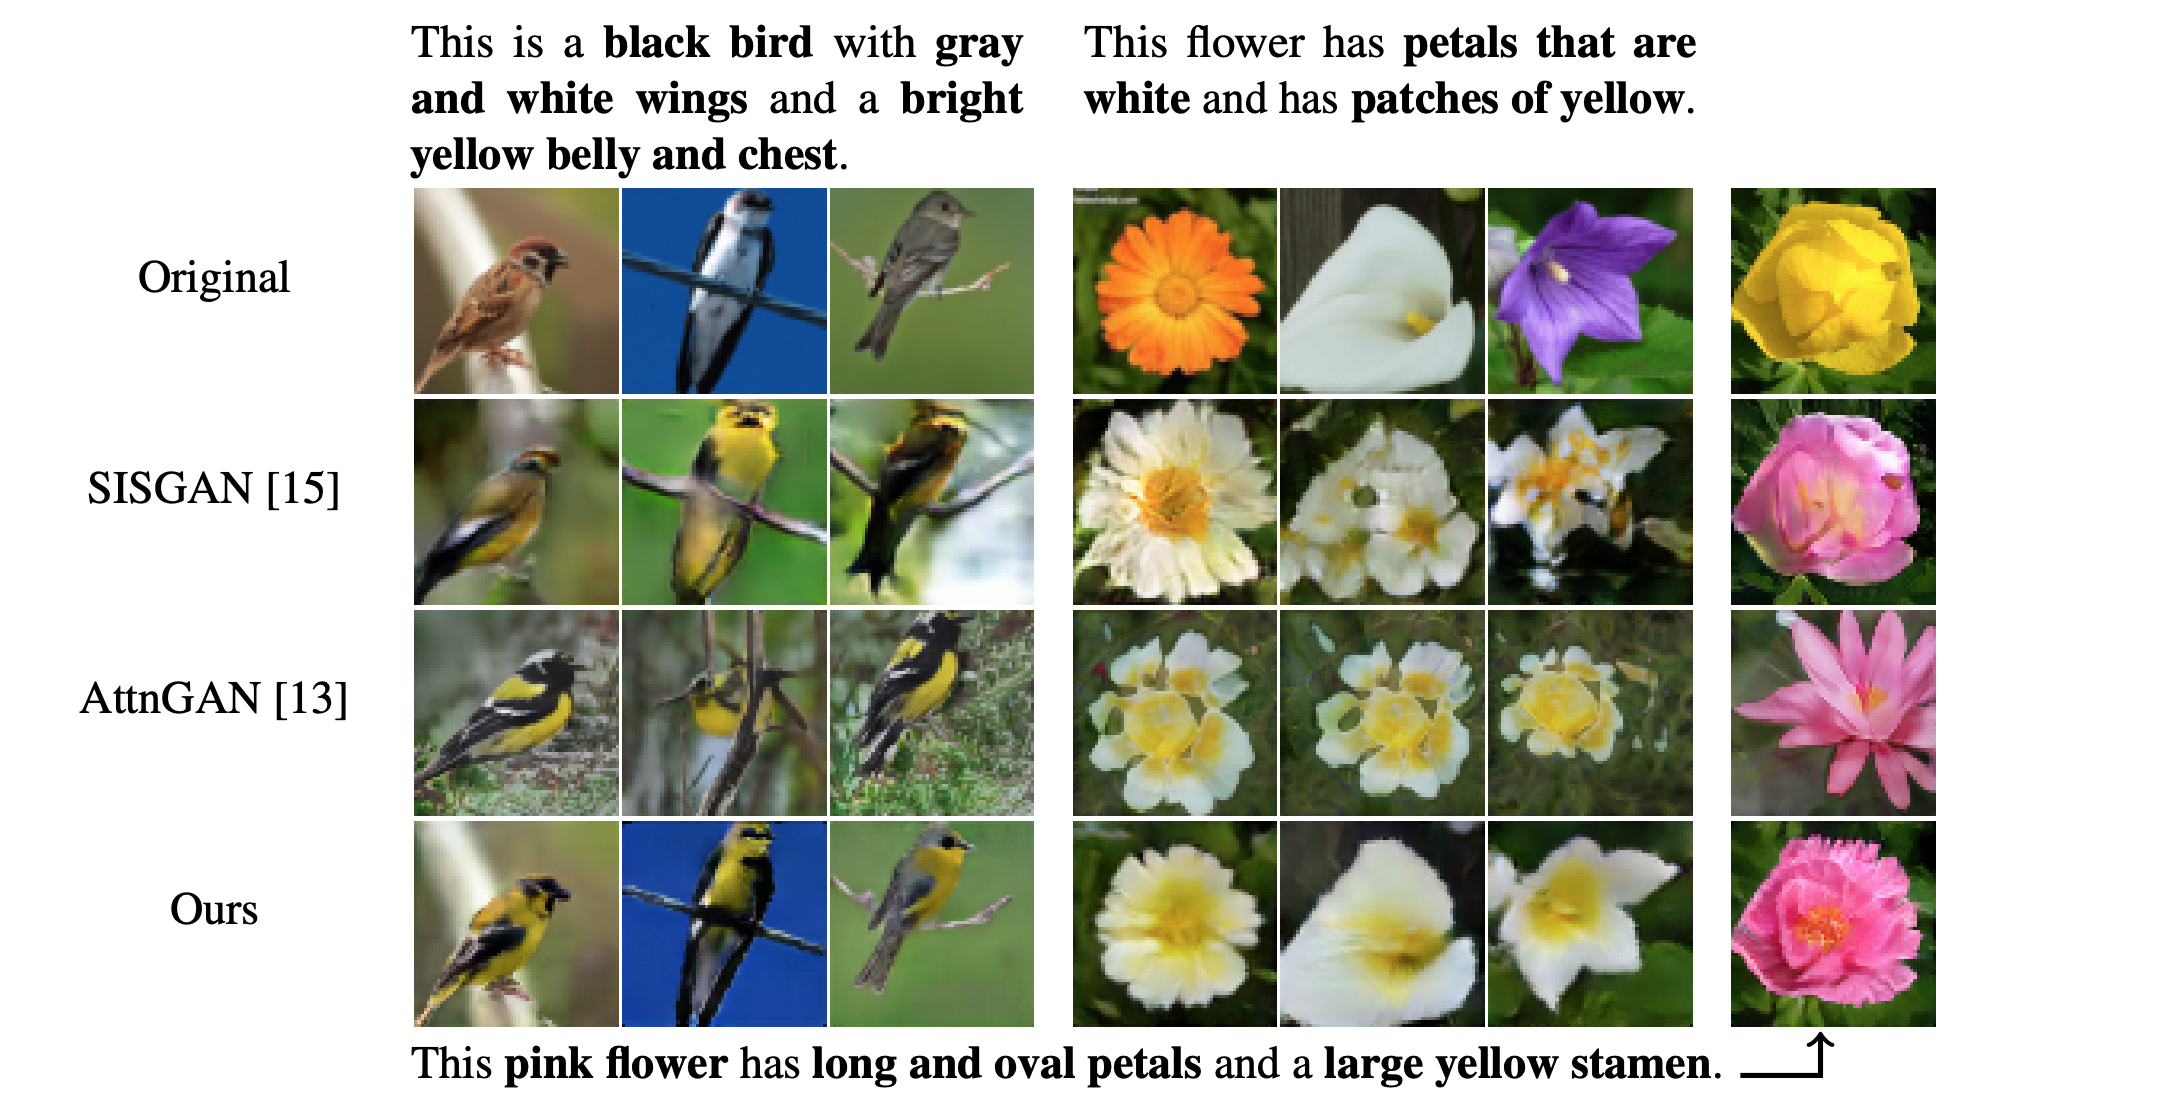 This is a black bird with gray
and white wings and a bright
yellow belly and chest.
This flower has petals that are
white and has patches of yellow.
Original
SISGAN [15]
AttnGAN [13]
Ours
This pink flower has long and oval petals and a large yellow stamen.